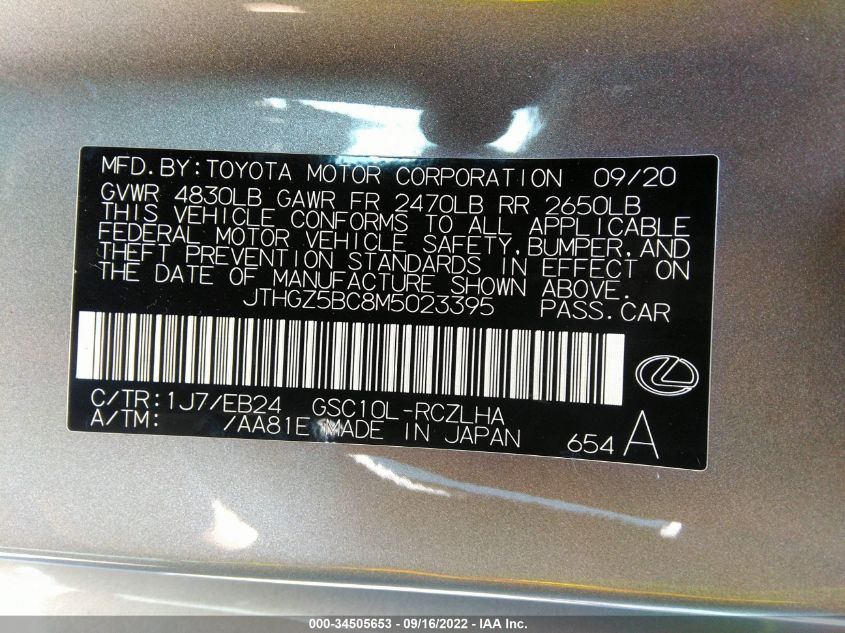 MFD.BY:TOYOTA MOTOR CORPORATION 09/20
GVWR 4830LB GAWR FR 2470LB RR 2650LB
THIS VEHICLE CONFORMS TO ALL APPLICABLE
FEDERAL MOTOR VEHICLE SAFETY,BUMPER,AND
THEFT PREVENTION STANDARDS IN EFFECT ON
THE DATE OF MANUFACTURE SHOWN ABOVE.
JTHGZ5BC8M5023395 PASS.CAR
C/TR:1J7/EB24 GSC10L-RCZLHA
A/TM: /AA81E MADE IN JAPAN 654 A
000-34505653 - 09/16/2022 - IAA Inc.